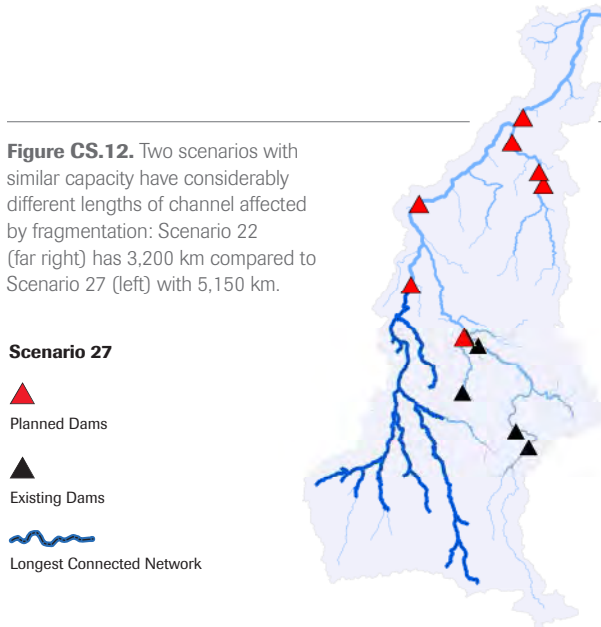 Figure CS.12. Two scenarios with
similar capacity have considerably
different lengths of channel affected
by fragmentation: Scenario 22
(far right) has 3,200 km compared to
Scenario 27 (left) with 5,150 km.
Scenario 27
Planned Dams
Existing Dams
Longest Connected Network